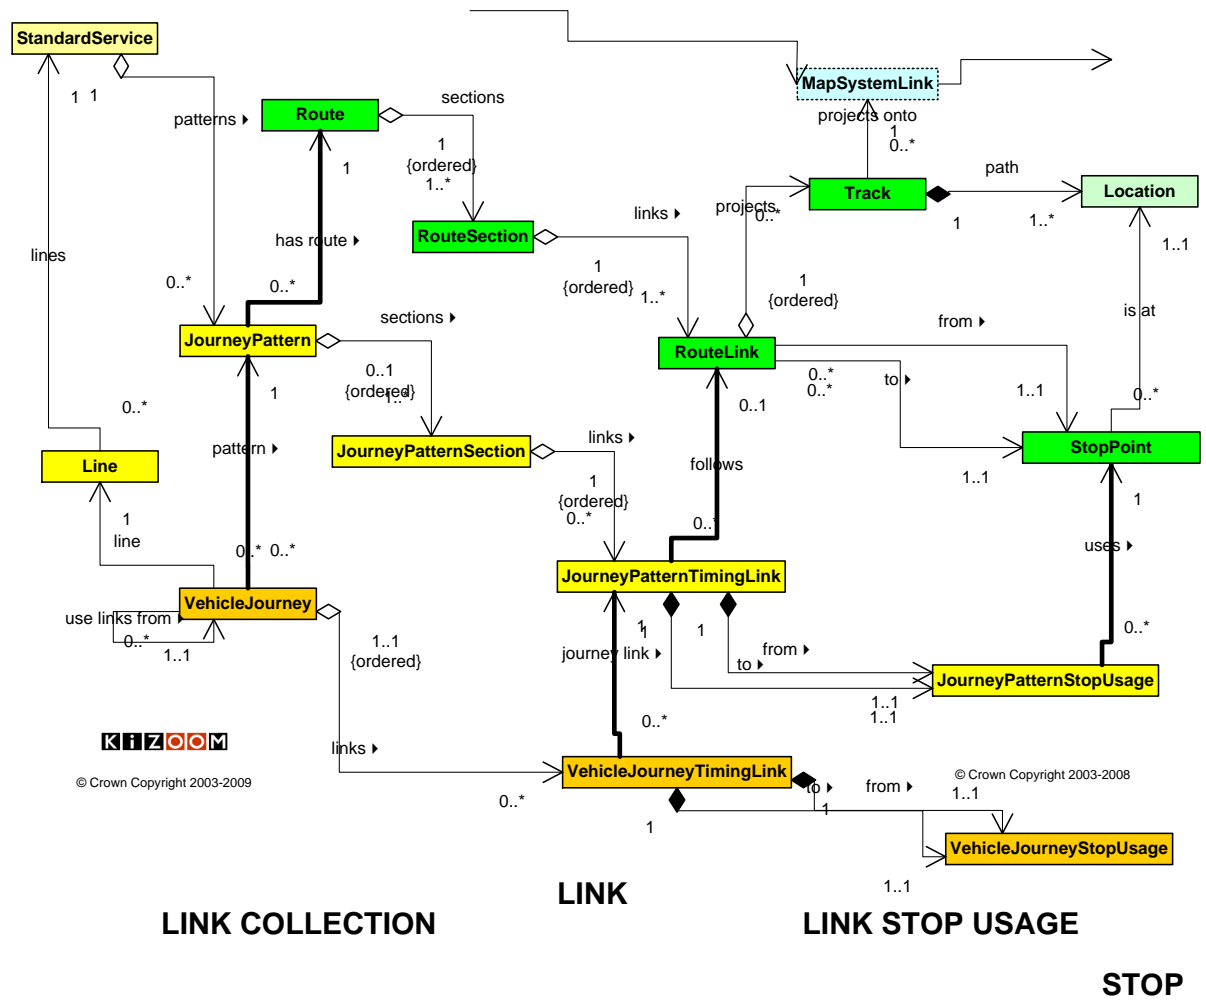 StandardService
1
1
patterns
Route
sections
1
{ordered}
1..*
1
MapSystemLink
projects onto
1
0..*
Track
path
1
1..*
Location
1..1
RouteSection
links
projects
0..*
has route
lines
1
{ordered}
1..*
1
{ordered}
0..*
0..*
is at
JourneyPattern
sections
from
RouteLink
0..1
{ordered}
1..*
0..*
0..*
to
1..1
0..*
1
0..1
0..*
pattern
JourneyPatternSection
links
StopPoint
Line
follows
1..1
1
{ordered}
0..*
1
1
line
0..*
uses
0..*
0..*
JourneyPatternTimingLink
VehicleJourney
use links from
0..*
1..1
1..1
{ordered}
1
1
1
journey link
from
to
0..*
JourneyPatternStopUsage
1..1
1..1
0..*
KiZOOM
links
© Crown Copyright 2003-2009
VehicleJourneyTimingLink
© Crown Copyright 2003-2008
0..*
to
from
1..1
1
1
VehicleJourneyStopUsage
1..1
LINK
LINK COLLECTION
LINK STOP USAGE
STOP